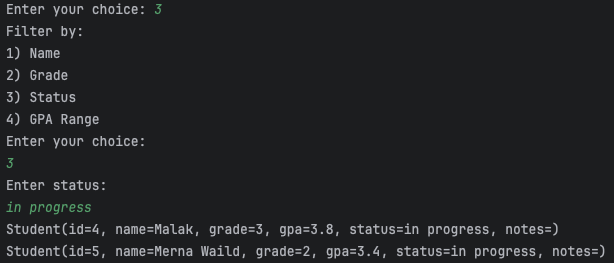 Enter your choice: 3
Filter by:
1) Name
2) Grade
3) Status
4) GPA Range
Enter your choice:
3
Enter status:
in progress
Student(id=4, name=Malak, grade=3, gpa=3.8, status=in progress, notes=)
Student(id=5, name=Merna Waild, grade=2, gpa=3.4, status=in progress, notes=)